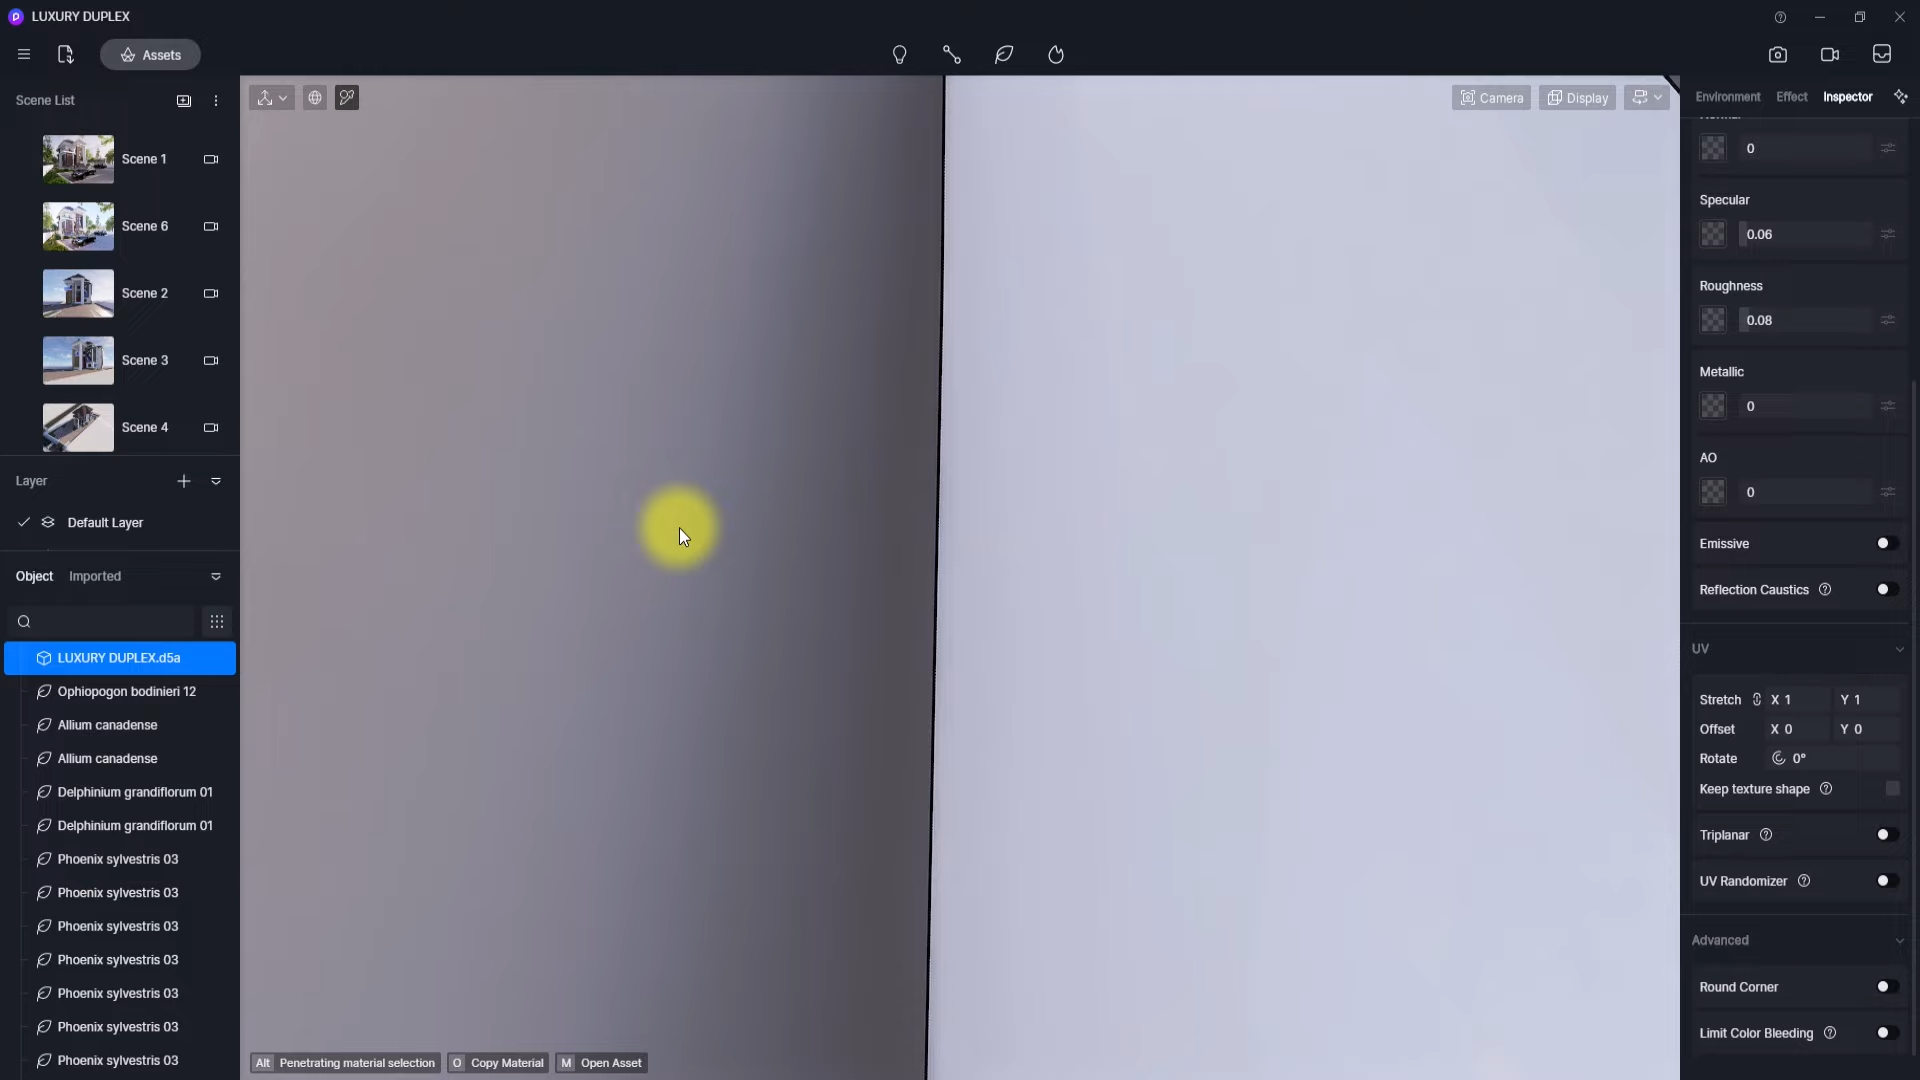 LUXURY DUPLEX
Assets
Scene List
Scene 1
Scene 6
Scene 2
Scene 3
Scene 4
Layer
Default Layer
Object Imported
LUXURY DUPLEX.d5a
Ophiopogon bodinieri 12
Allium canadense
Allium canadense
Delphinium grandiflorum 01
Delphinium grandiflorum 01
Phoenix sylvestris 03
Phoenix sylvestris 03
Phoenix sylvestris 03
Phoenix sylvestris 03
Phoenix sylvestris 03
Phoenix sylvestris 03
Phoenix sylvestris 03
Camera Display
Alt Penetrating material selection O Copy Material M Open Asset
Environment Effect Inspector
Normal
0
Specular
0.06
Roughness
0.08
Metallic
0
AO
0
Emissive
Reflection Caustics
UV
Stretch X 1 Y 1
Offset X 0 Y 0
Rotate 0°
Keep texture shape
Triplanar
UV Randomizer
Advanced
Round Corner
Limit Color Bleeding